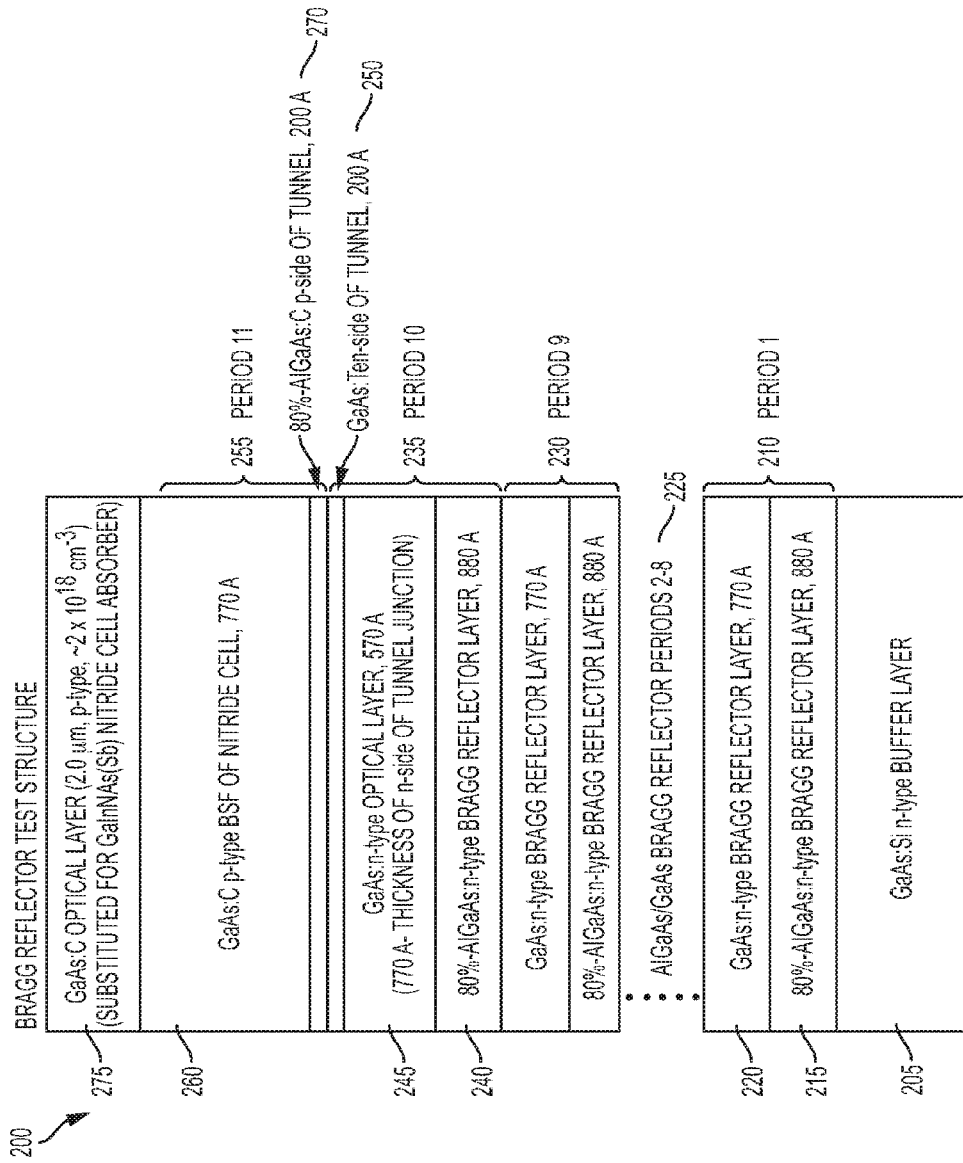 BRAGG REFLECTOR TEST STRUCTURE
200
275
GaAs:C OPTICAL LAYER (2.0 μm, p-type, ~2 x 10^18 cm^-3)
(SUBSTITUTED FOR GaInNAs(Sb) NITRIDE CELL ABSORBER)
260
GaAs:C p-type BSF OF NITRIDE CELL, 770 A
255 PERIOD 11
80%-AlGaAs:C p-side OF TUNNEL, 200 A
270
GaAs:Ten-side OF TUNNEL, 200 A
250
245
GaAs:n-type OPTICAL LAYER, 570 A
(770 A- THICKNESS OF n-side OF TUNNEL JUNCTION)
235 PERIOD 10
240
80%-AlGaAs:n-type BRAGG REFLECTOR LAYER, 880 A
GaAs:n-type BRAGG REFLECTOR LAYER, 770 A
230 PERIOD 9
80%-AlGaAs:n-type BRAGG REFLECTOR LAYER, 880 A
AlGaAs/GaAs BRAGG REFLECTOR PERIODS 2-8
225
220
GaAs:n-type BRAGG REFLECTOR LAYER, 770 A
210 PERIOD 1
215
80%-AlGaAs:n-type BRAGG REFLECTOR LAYER, 880 A
205
GaAs:Si n-type BUFFER LAYER